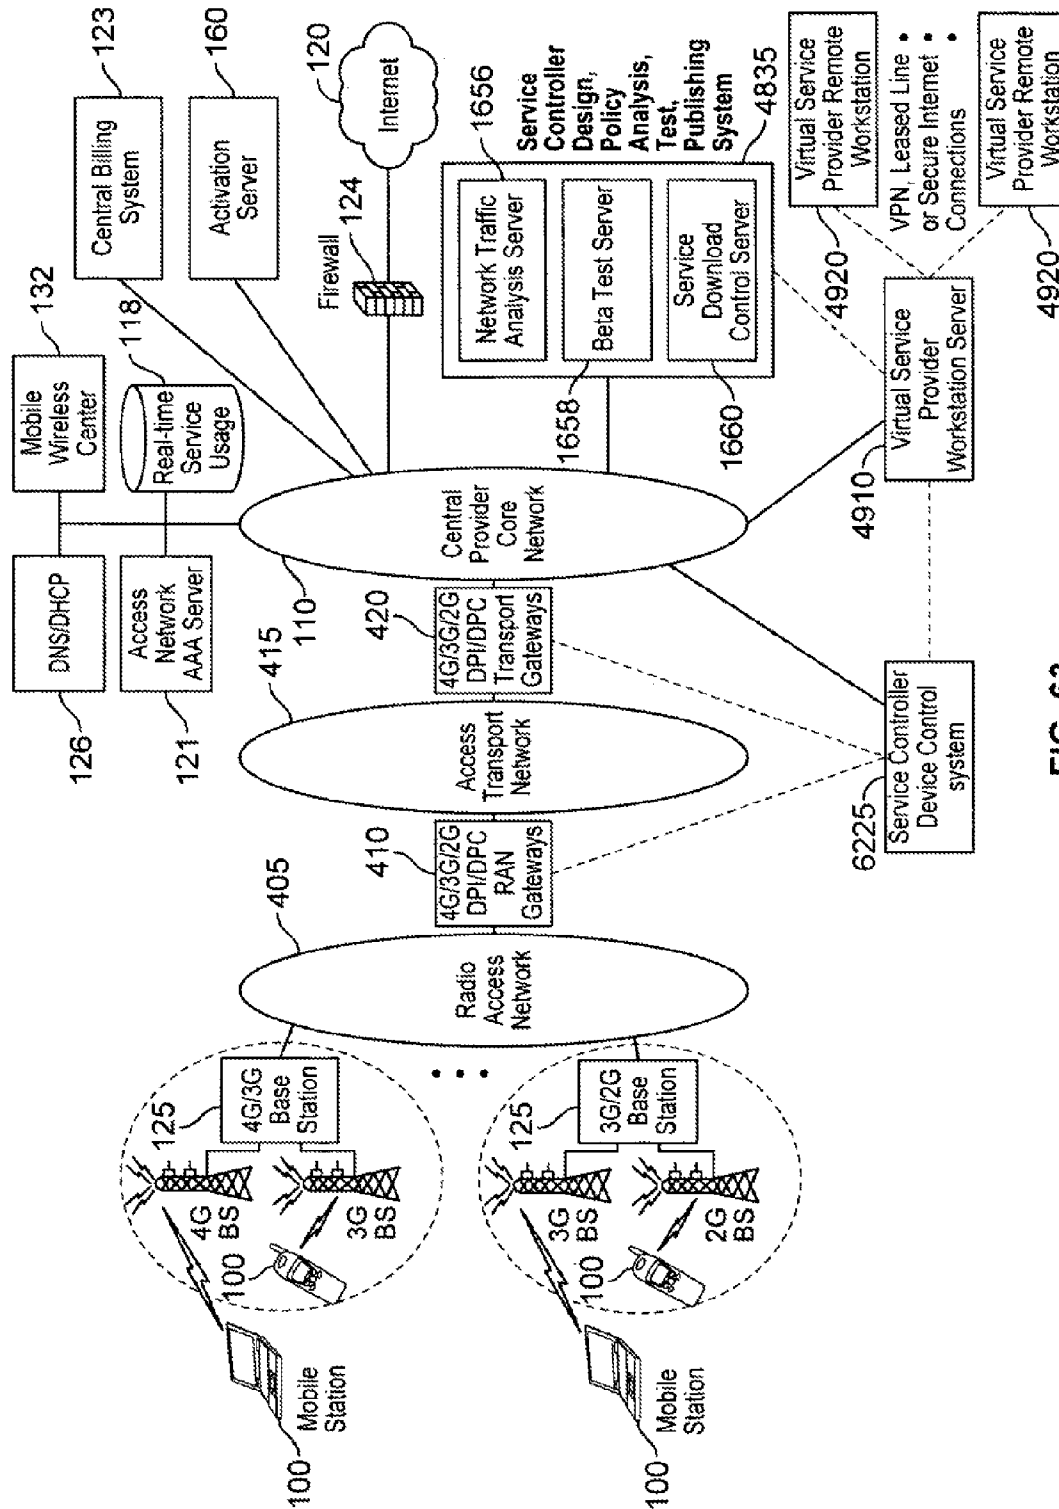 DNS/DHCP
126
Mobile
Wireless
Center
132
Access
Network
AAA Server
121
Real-time
Service
Usage
118
Central Billing
System
123
Activation
Server
160
Firewall
124
Internet
120
4G/3G
Base
Station
125
4G
BS
3G
BS
100
Mobile
Station
100
3G/2G
Base
Station
125
3G
BS
2G
BS
100
Mobile
Station
100
Radio
Access
Network
405
4G/3G/2G
DPI/DPC
RAN
Gateways
410
Access
Transport
Network
415
4G/3G/2G
DPI/DPC
Transport
Gateways
420
Central
Provider
Core
Network
110
Network Traffic
Analysis Server
1656
Beta Test Server
1658
Service
Download
Control Server
1660
Service
Controller
Design,
Policy
Analysis,
Test,
Publishing
System
4835
Service Controller
Device Control
system
6225
Virtual Service
Provider
Workstation Server
4910
Virtual Service
Provider Remote
Workstation
4920
VPN, Leased Line
or Secure Internet
Connections
Virtual Service
Provider Remote
Workstation
4920